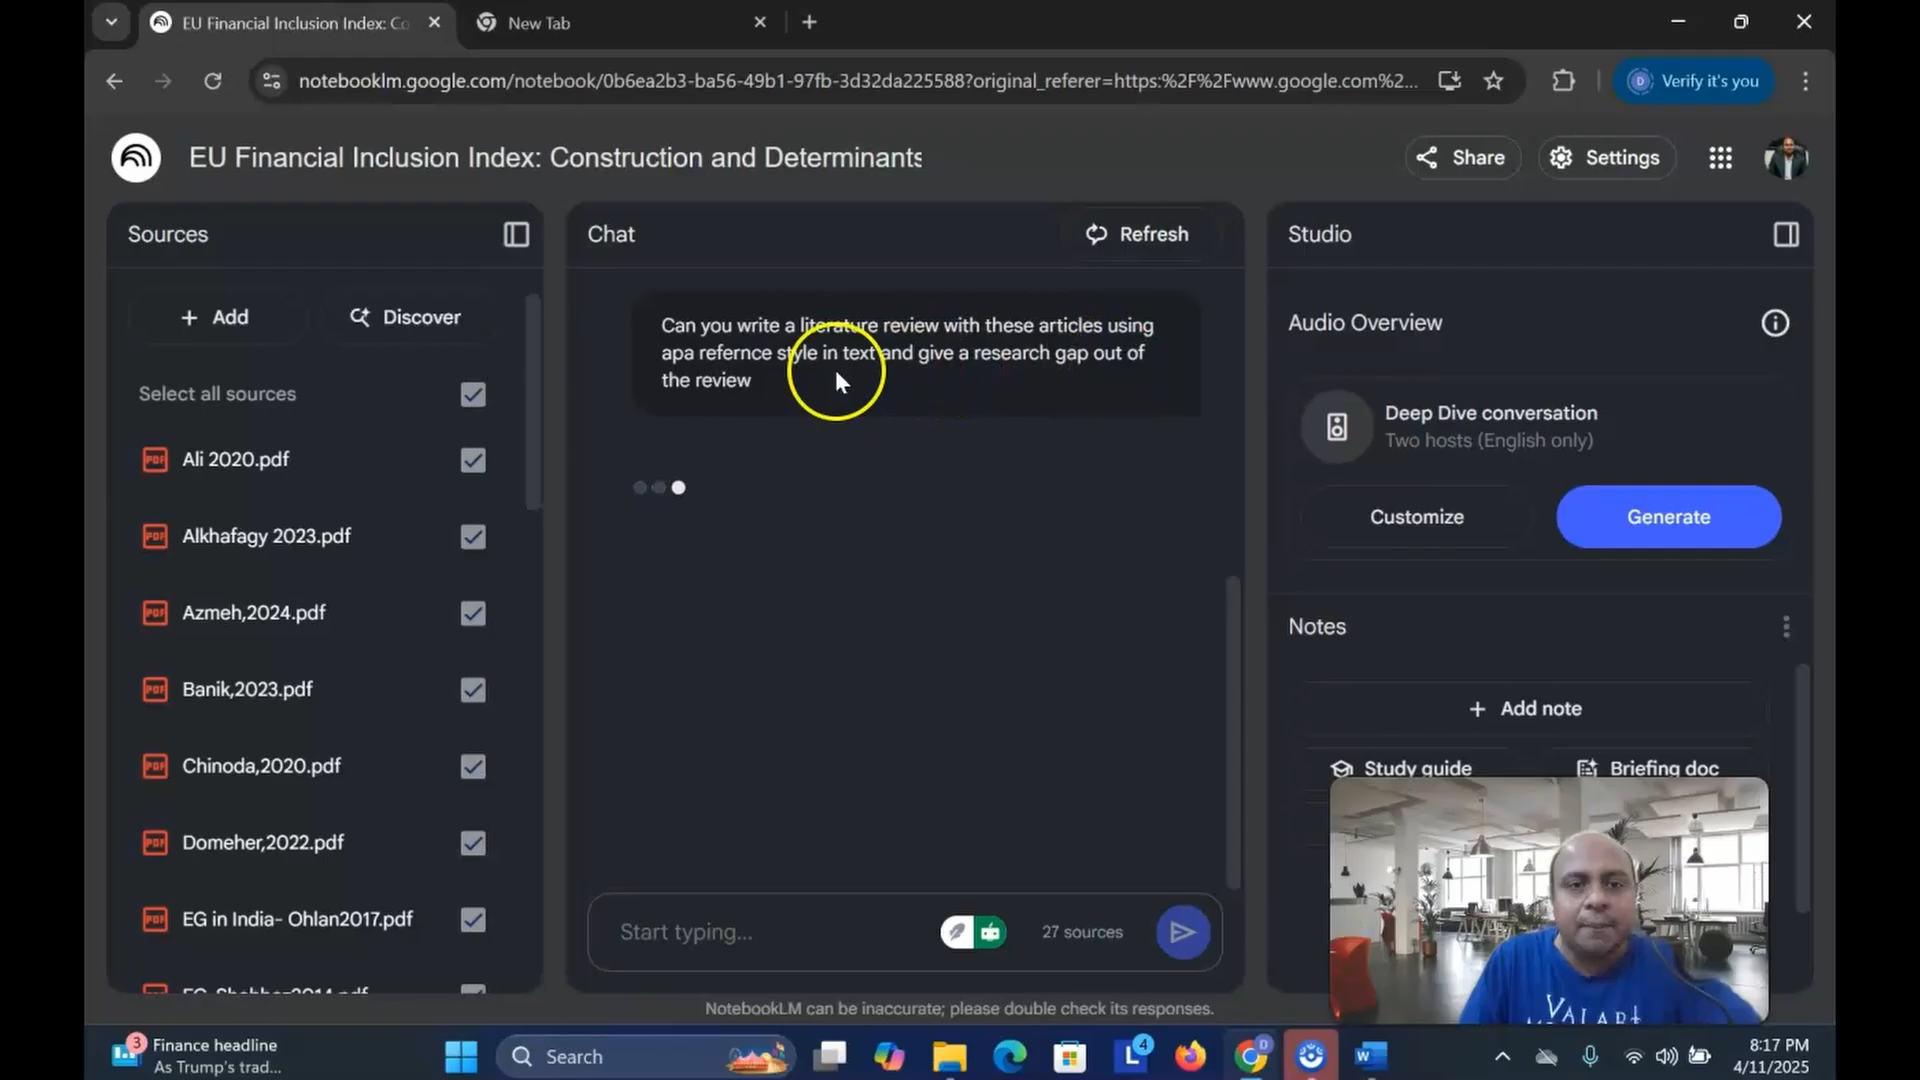 EU Financial Inclusion Index: Co
New Tab
notebooklm.google.com/notebook/0b6ea2b3-ba56-49b1-97fb-3d32da225588?original_referer=https:%2F%2Fwww.google.com%2...
Verify it's you
EU Financial Inclusion Index: Construction and Determinants
Share
Settings
Sources
Add
Discover
Select all sources
Ali 2020.pdf
Alkhafagy 2023.pdf
Azmeh,2024.pdf
Banik,2023.pdf
Chinoda,2020.pdf
Domeher,2022.pdf
EG in India- Ohlan2017.pdf
Chat
Refresh
Can you write a literature review with these articles using
apa refernce style in text and give a research gap out of
the review
Start typing...
27 sources
NotebookLM can be inaccurate; please double check its responses.
Studio
Audio Overview
Deep Dive conversation
Two hosts (English only)
Customize
Generate
Notes
Add note
Study guide
Briefing doc
3
Finance headline
As Trump's trad...
Search
4
D
8:17 PM
4/11/2025